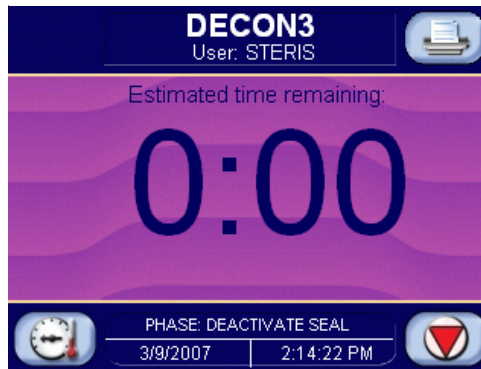 DECON3
User: STERIS
Estimated time remaining:
0:00
PHASE: DEACTIVATE SEAL
3/9/2007 2:14:22 PM